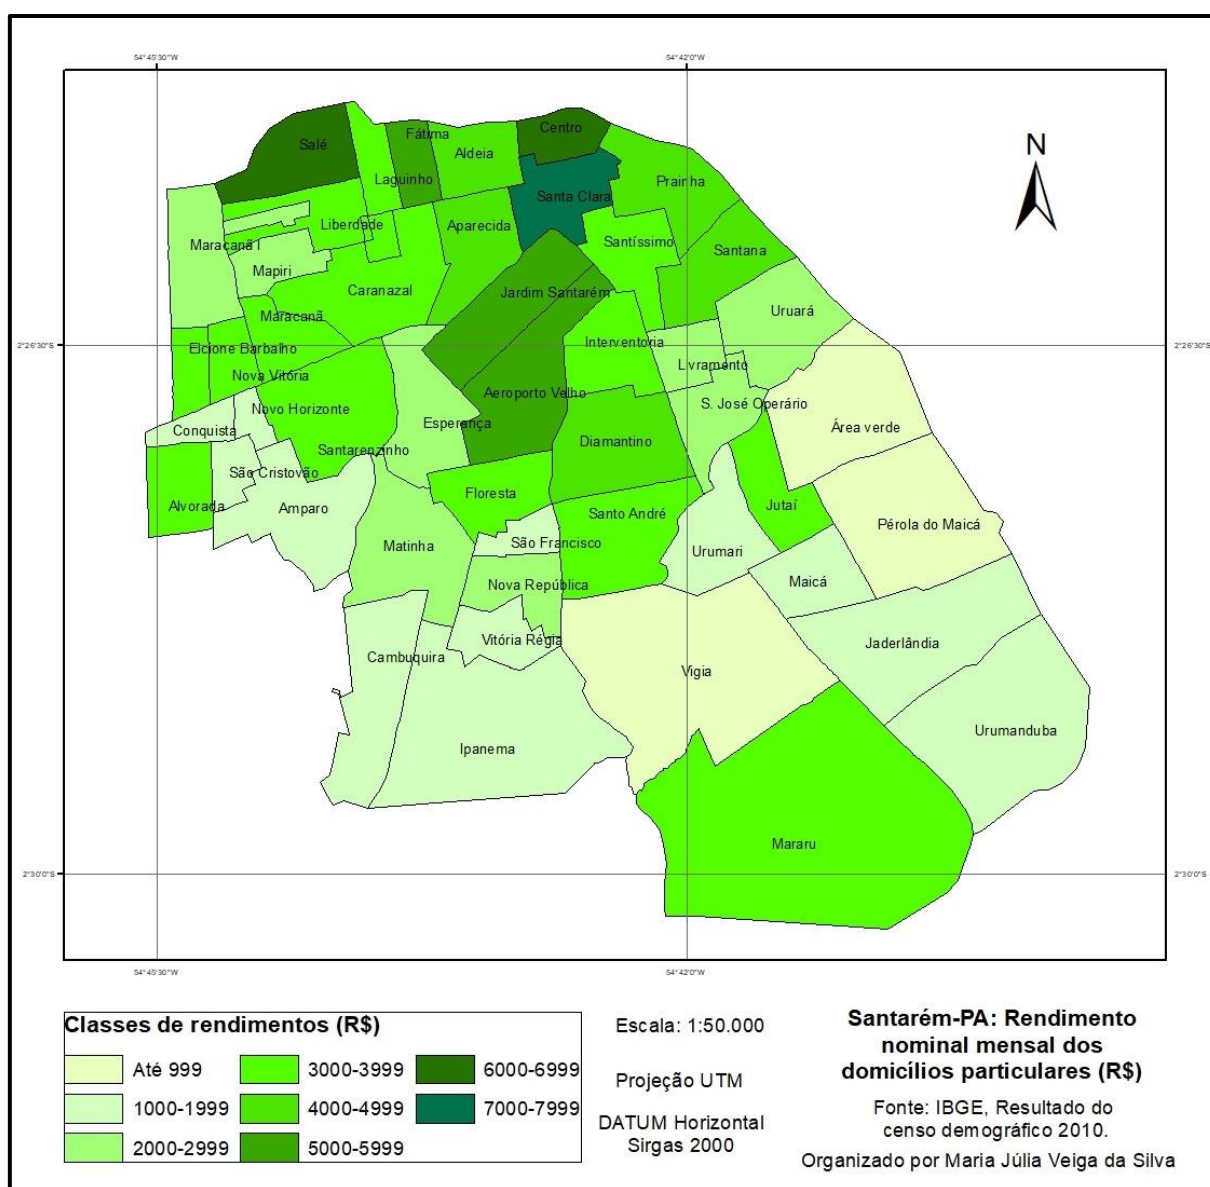 54°45'30"W 54°42'0"W
N
Centro
Fátima
Salé
Aldeia
Laguinho
Prainha
Santa Clara
Liberdade
Aparecida
Maracanã I
Santíssimo
Santana
Mapiri
Caranazal
Jardim Santarém
Uruará
Maracanã
2°26'30"S 2°26'30"S
Elcione Barbalho
Interventoria
Livramento
Nova Vitória
Aeroporto Velho
S. José Operário
Novo Horizonte
Esperança
Área verde
Conquista
Diamantino
Santarenzinho
São Cristovão
Floresta
Alvorada
Amparo
Santo André
Jutaí
Pérola do Maicá
Matinha
São Francisco
Urumari
Nova República
Maicá
Vitória Régia
Jaderlândia
Cambuquira
Vigia
Urumanduba
Ipanema
Mararu
2°30'0"S 2°30'0"S
54°45'30"W 54°42'0"W
Classes de rendimentos (R$)
Até 999
1000-1999
2000-2999
3000-3999
4000-4999
5000-5999
6000-6999
7000-7999
Escala: 1:50.000
Projeção UTM
DATUM Horizontal
Sirgas 2000
Santarém-PA: Rendimento
nominal mensal dos
domicílios particulares (R$)
Fonte: IBGE, Resultado do
censo demográfico 2010.
Organizado por Maria Júlia Veiga da Silva